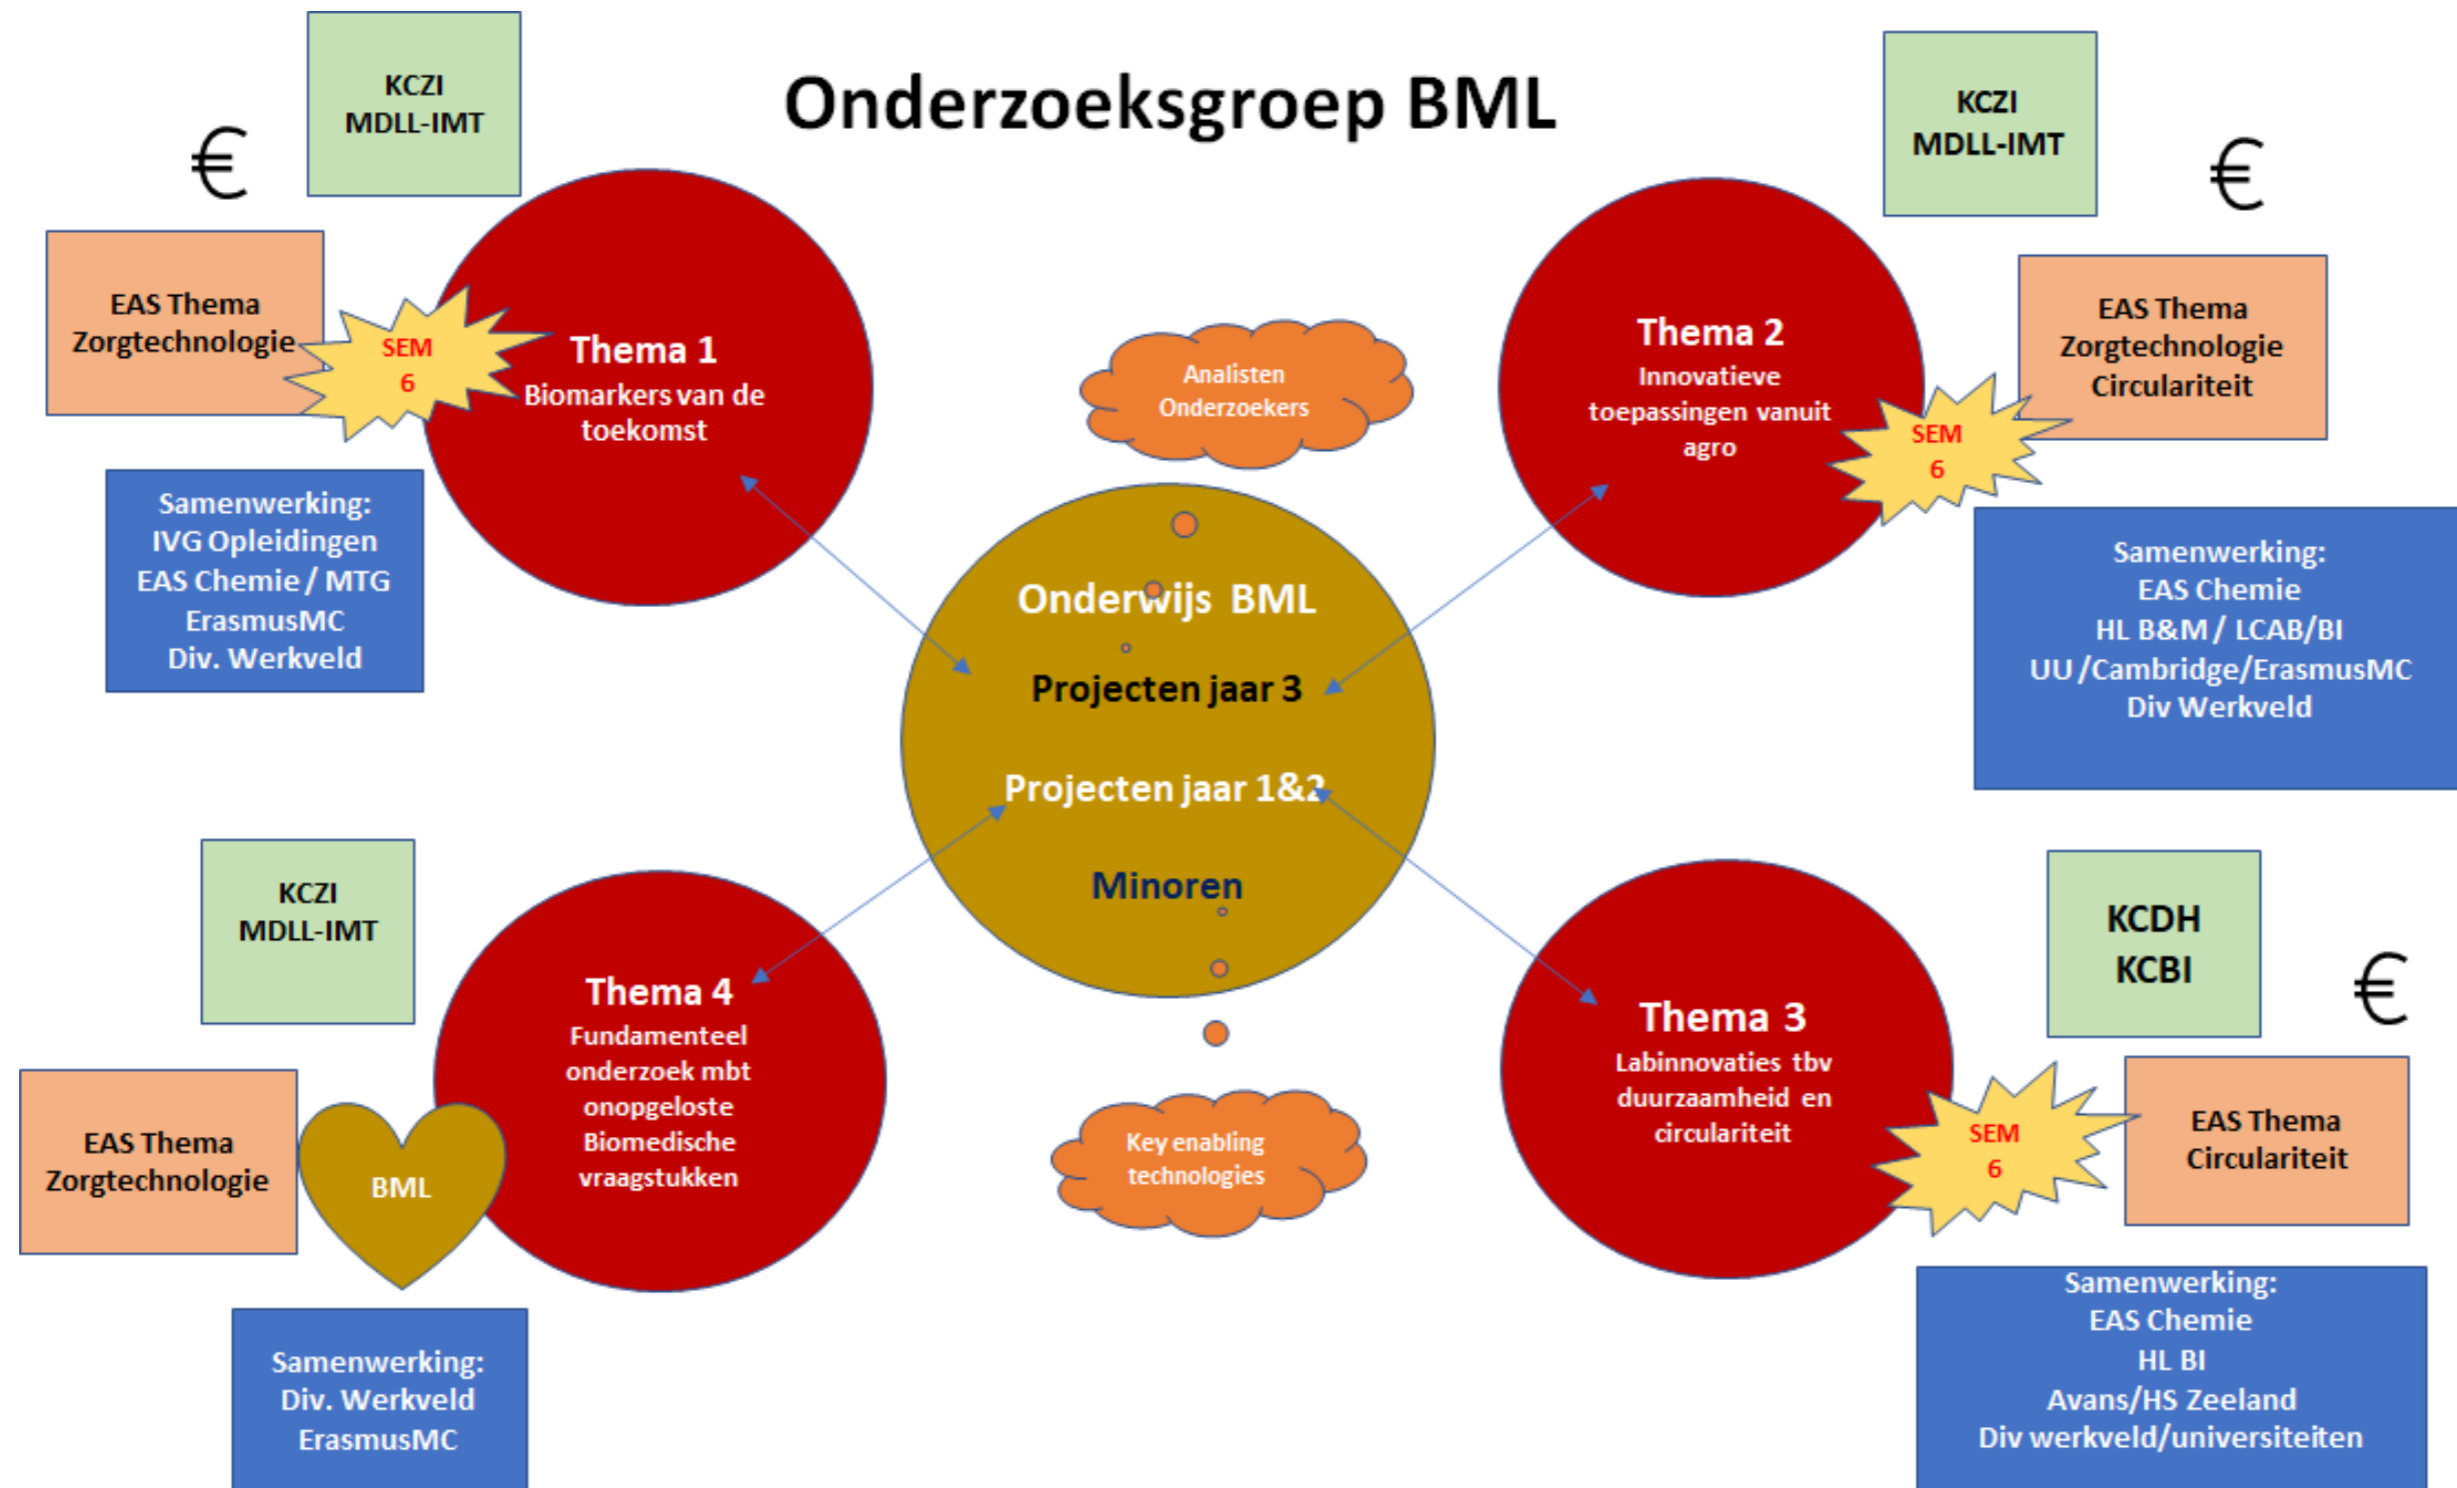 Onderzoeksgroep BML
KCZI
MDLL-IMT
€
EAS Thema
Zorgtechnologie
SEM
6
Thema 1
Biomarkers van de
toekomst
Samenwerking:
IVG Opleidingen
EAS Chemie / MTG
ErasmusMC
Div. Werkveld
Analisten
Onderzoekers
KCZI
MDLL-IMT
€
Thema 2
Innovatieve
toepassingen vanuit
agro
SEM
6
EAS Thema
Zorgtechnologie
Circulariteit
Samenwerking:
EAS Chemie
HL B&M / LCAB/BI
UU /Cambridge/ErasmusMC
Div Werkveld
Onderwijs BML
Projecten jaar 3
Projecten jaar 1&2
Minoren
KCZI
MDLL-IMT
EAS Thema
Zorgtechnologie
BML
Thema 4
Fundamenteel
onderzoek mbt
onopgeloste
Biomedische
vraagstukken
Samenwerking:
Div. Werkveld
ErasmusMC
Key enabling
technologies
Thema 3
Labinnovaties tbv
duurzaamheid en
circulariteit
KCDH
KCBI
€
SEM
6
EAS Thema
Circulariteit
Samenwerking:
EAS Chemie
HL BI
Avans/HS Zeeland
Div werkveld/universiteiten